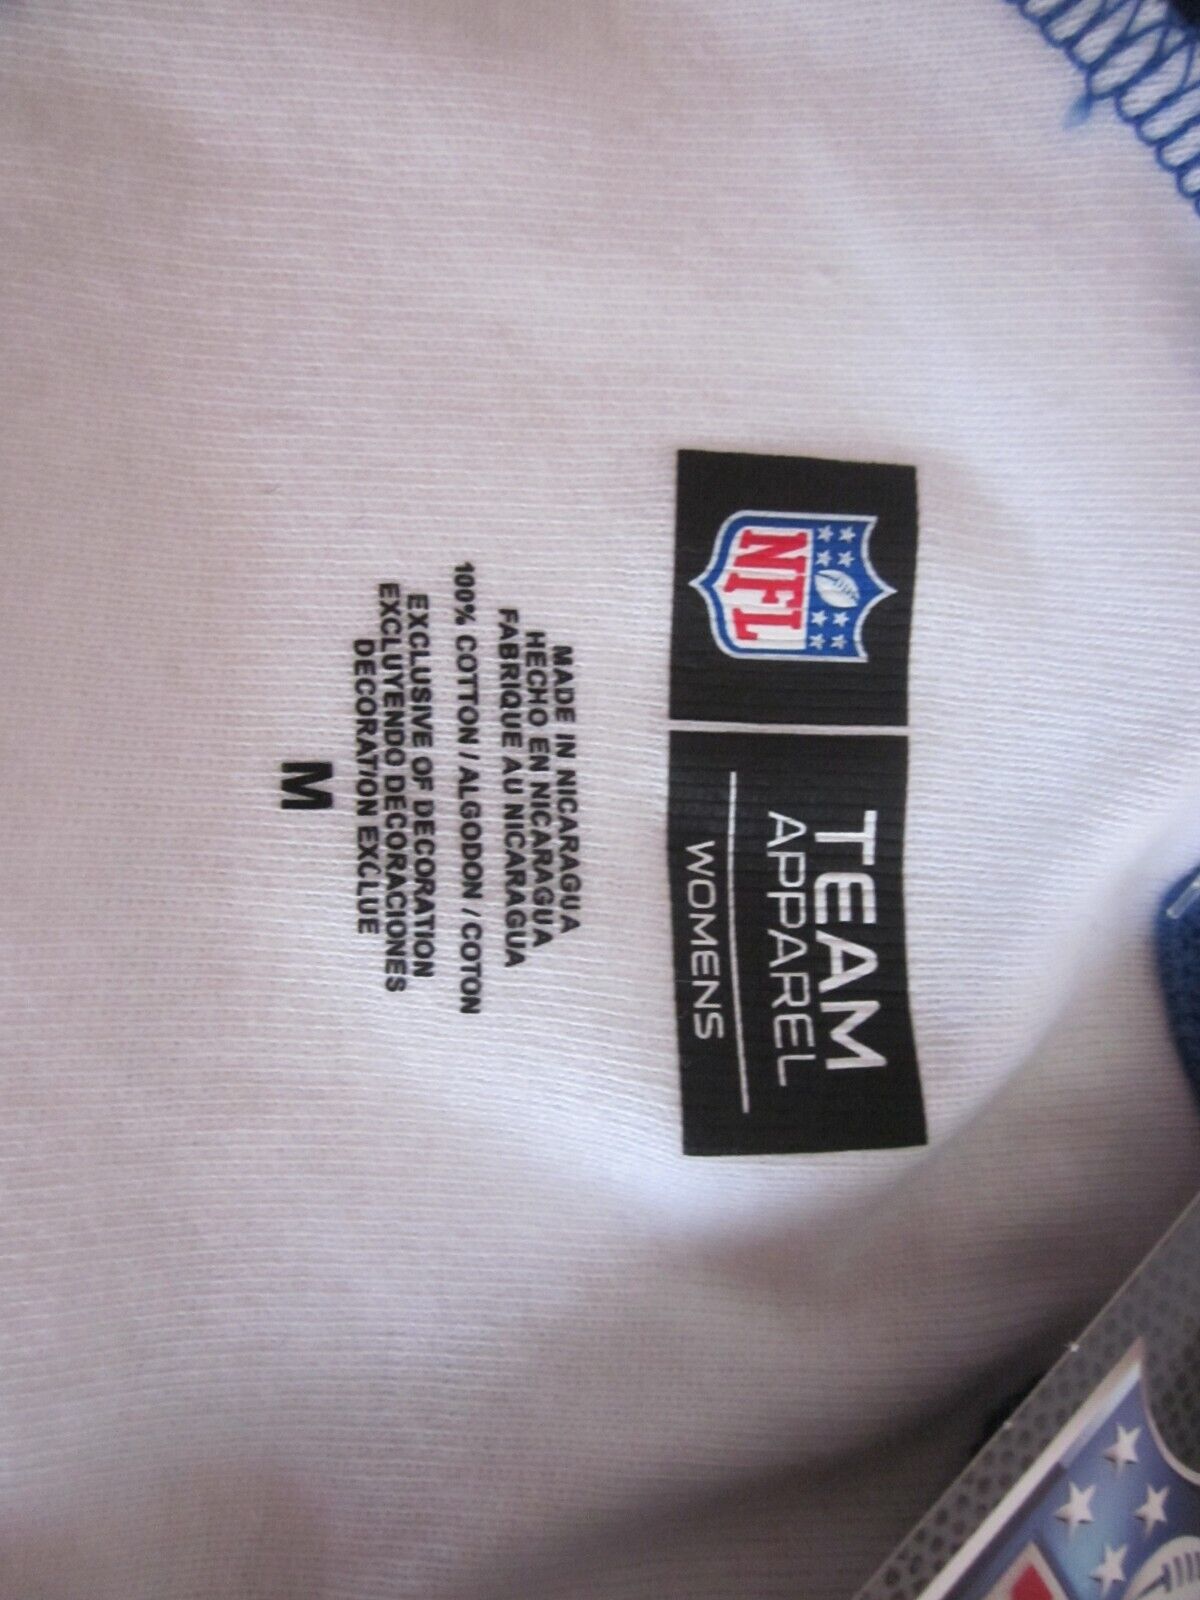 NFL
TEAM
APPAREL
WOMENS
MADE IN NICARAGUA
HECHO EN NICARAGUA
FABRIQUE AU NICARAGUA
100% COTTON / ALGODON / COTON
EXCLUSIVE OF DECORATION
EXCLUYENDO DECORACIONES
DECORATION EXCLUE
M